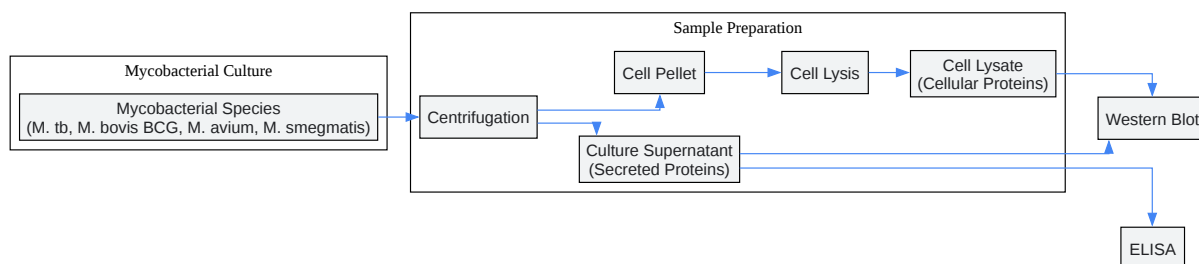 Mycobacterial Culture
Mycobacterial Species
(M. tb, M. bovis BCG, M. avium, M. smegmatis)
Sample Preparation
Centrifugation
Cell Pellet
Cell Lysis
Cell Lysate
(Cellular Proteins)
Culture Supernatant
(Secreted Proteins)
Western Blot
ELISA